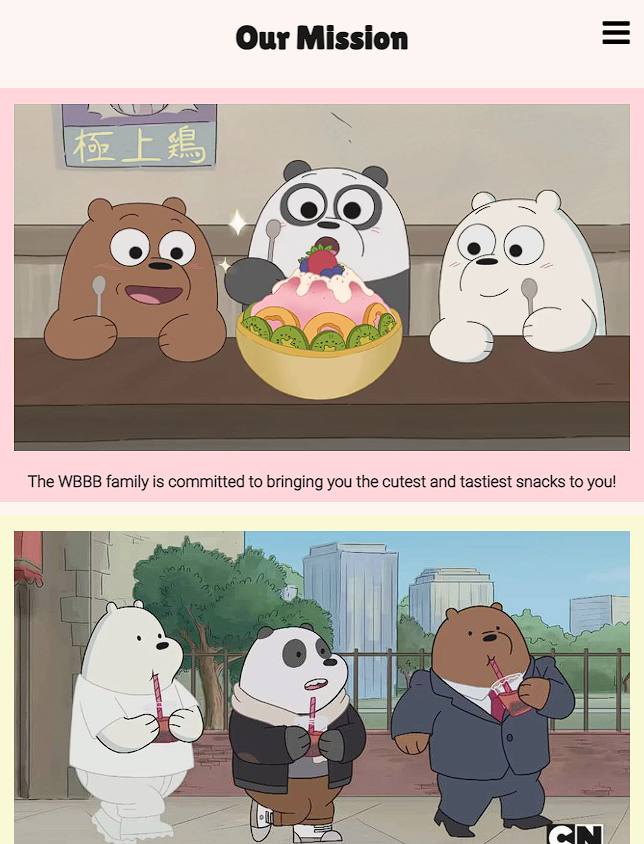 Our Mission
極上鶏
The WBBB family is committed to bringing you the cutest and tastiest snacks to you!
CN